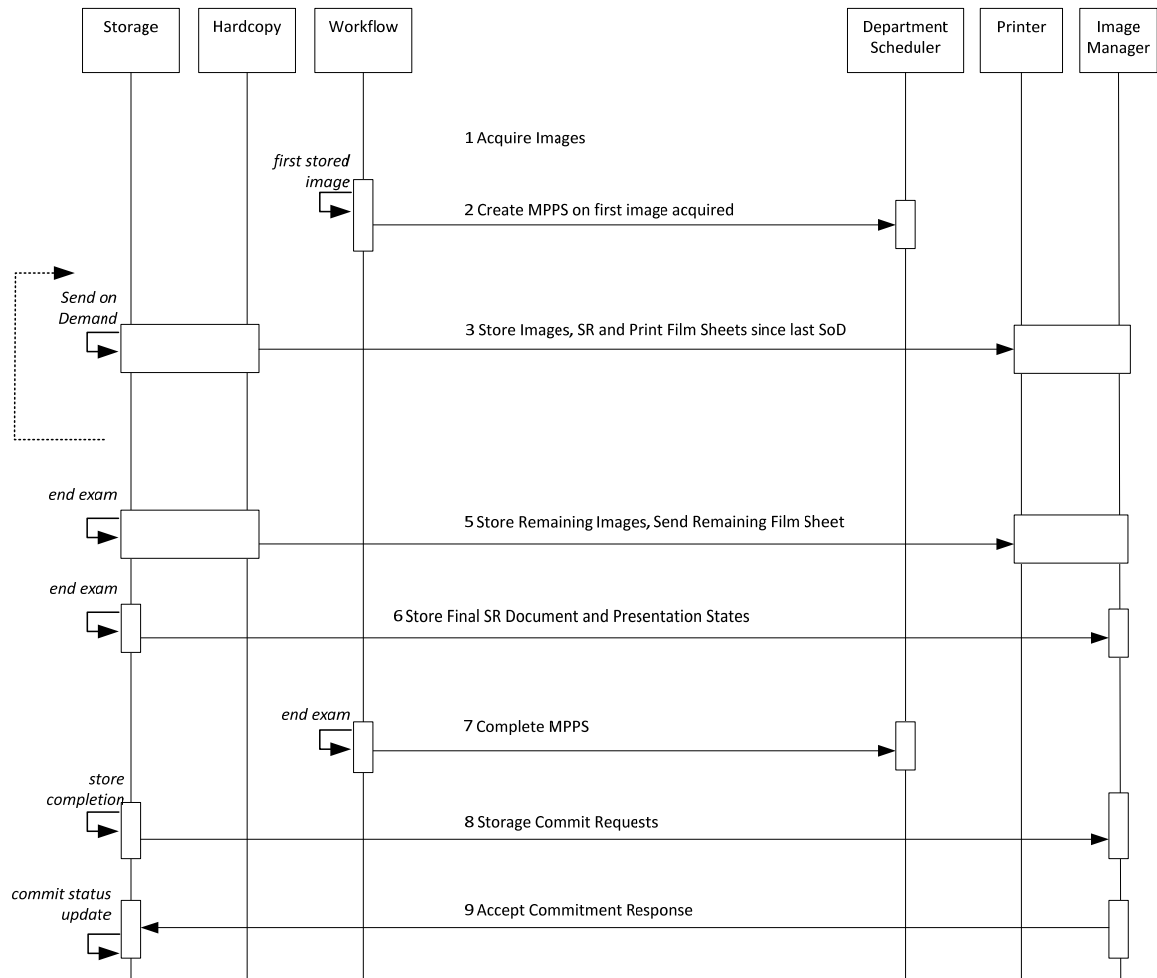 Storage
Hardcopy
Workflow
Department
Scheduler
Printer
Image
Manager
1 Acquire Images
first stored
image
2 Create MPPS on first image acquired
Send on
Demand
3 Store Images, SR and Print Film Sheets since last SoD
end exam
5 Store Remaining Images, Send Remaining Film Sheet
end exam
6 Store Final SR Document and Presentation States
end exam
7 Complete MPPS
store
completion
8 Storage Commit Requests
commit status
update
9 Accept Commitment Response